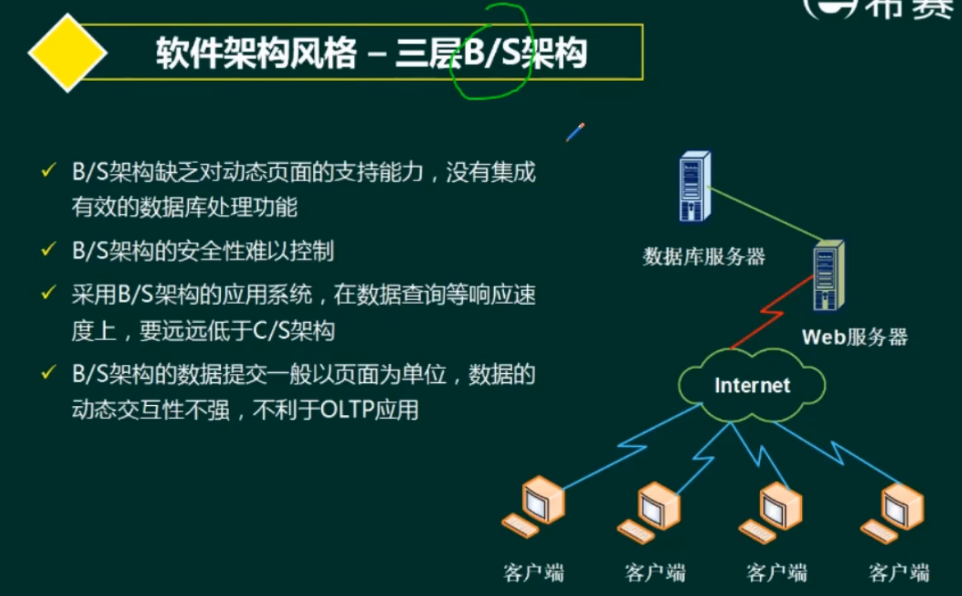 希赛
软件架构风格 – 三层B/S架构
B/S架构缺乏对动态页面的支持能力，没有集成
有效的数据库处理功能
B/S架构的安全性难以控制
采用B/S架构的应用系统，在数据查询等响应速
度上，要远远低于C/S架构
B/S架构的数据提交一般以页面为单位，数据的
动态交互性不强，不利于OLTP应用
数据库服务器
Web服务器
Internet
客户端
客户端
客户端
客户端